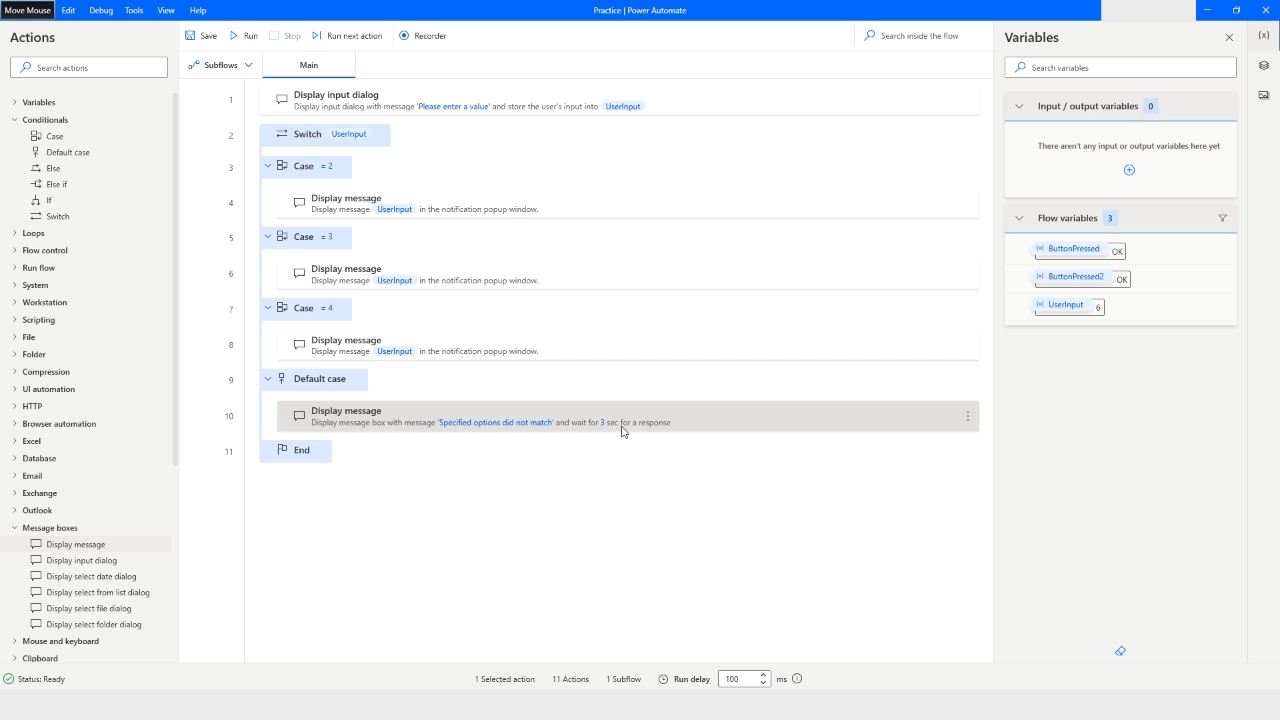 Move Mouse Edit Debug Tools View Help Practice | Power Automate
Actions
Search actions
Variables
Conditionals
Case
Default case
Else
Else if
If
Switch
Loops
Flow control
Run flow
System
Workstation
Scripting
File
Folder
Compression
UI automation
HTTP
Browser automation
Excel
Database
Email
Exchange
Outlook
Message boxes
Display message
Display input dialog
Display select date dialog
Display select from list dialog
Display select file dialog
Display select folder dialog
Mouse and keyboard
Clipboard
Save Run Stop Run next action Recorder Search inside the flow
Subflows Main
1 Display input dialog
Display input dialog with message 'Please enter a value' and store the user's input into UserInput
2 Switch UserInput
3 Case = 2
4 Display message
Display message UserInput in the notification popup window.
5 Case = 3
6 Display message
Display message UserInput in the notification popup window.
7 Case = 4
8 Display message
Display message UserInput in the notification popup window.
9 Default case
10 Display message
Display message box with message 'Specified options did not match' and wait for 3 sec for a response
11 End
Variables {x}
Search variables
Input / output variables 0
There aren't any input or output variables here yet
Flow variables 3
(x) ButtonPressed OK
(x) ButtonPressed2 OK
(x) UserInput 6
Status: Ready 1 Selected action 11 Actions 1 Subflow Run delay 100 ms